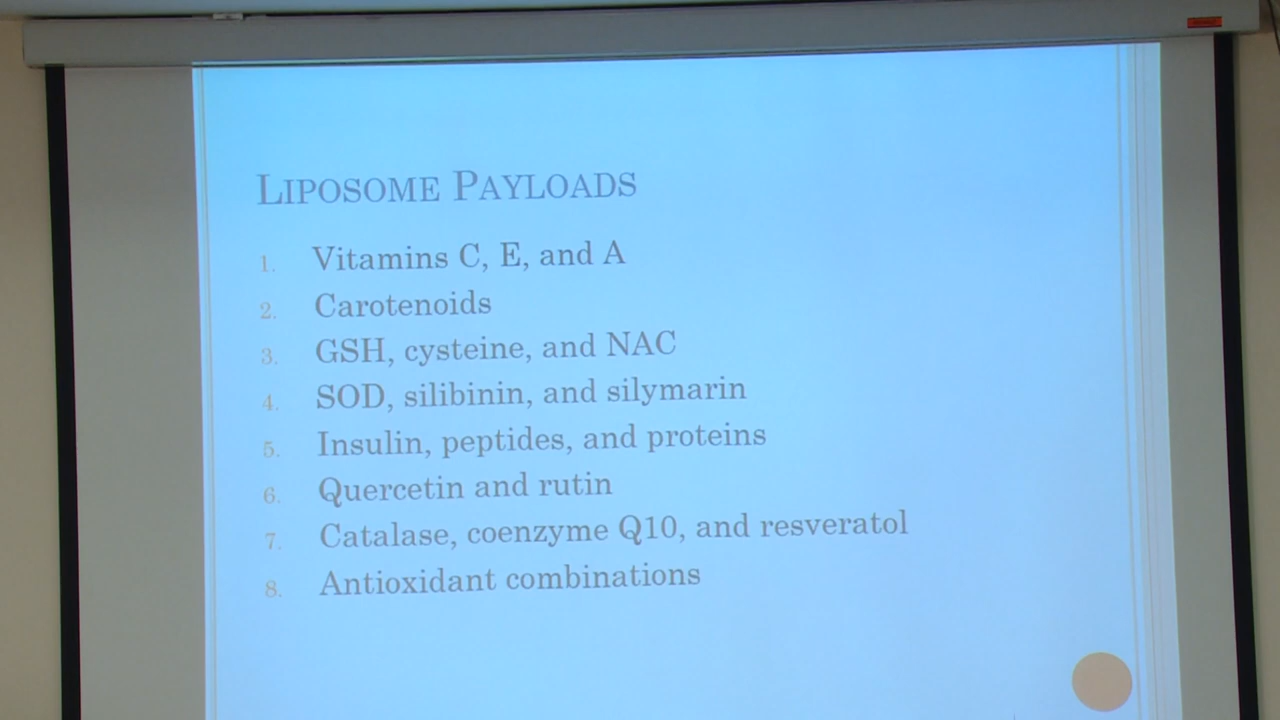 LIPOSOME PAYLOADS
1. Vitamins C, E, and A
2. Carotenoids
3. GSH, cysteine, and NAC
4. SOD, silibinin, and silymarin
5. Insulin, peptides, and proteins
6. Quercetin and rutin
7. Catalase, coenzyme Q10, and resveratol
8. Antioxidant combinations